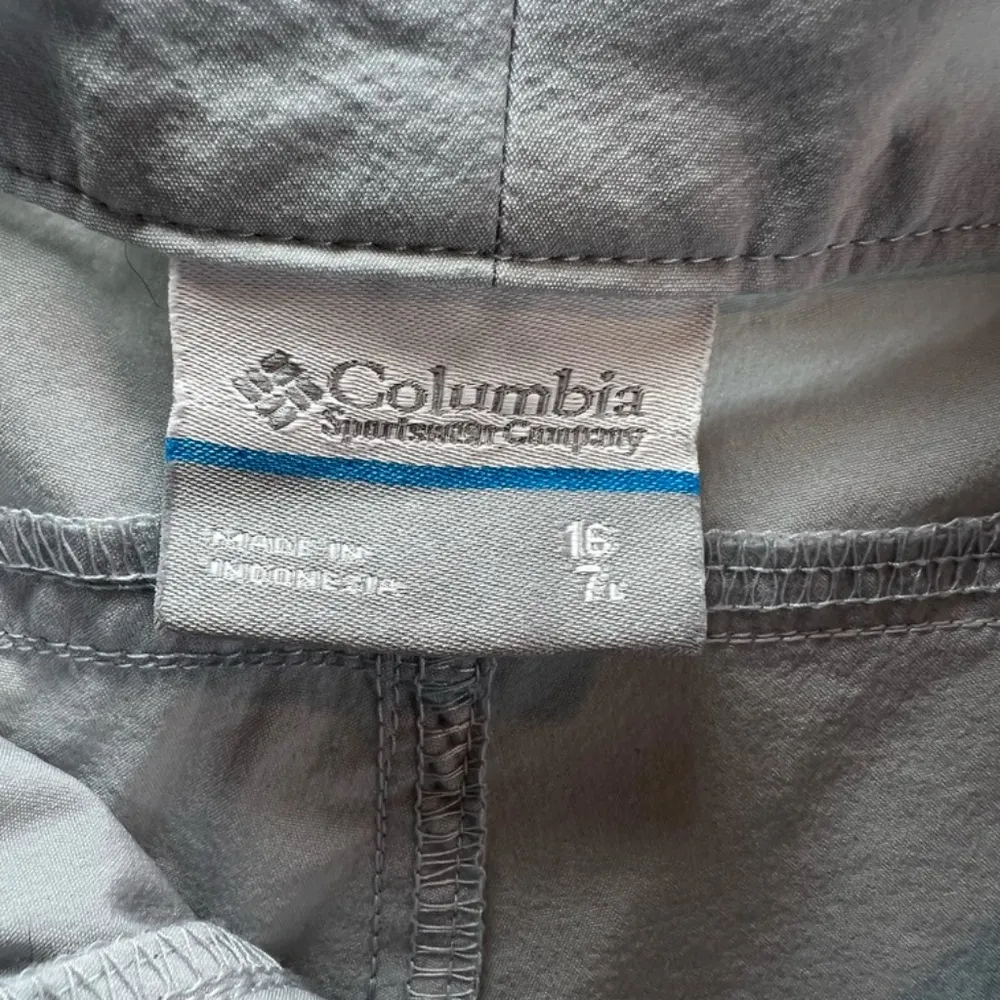 Columbia
Sportswear Company
MADE IN
INDONESIA
16
7L